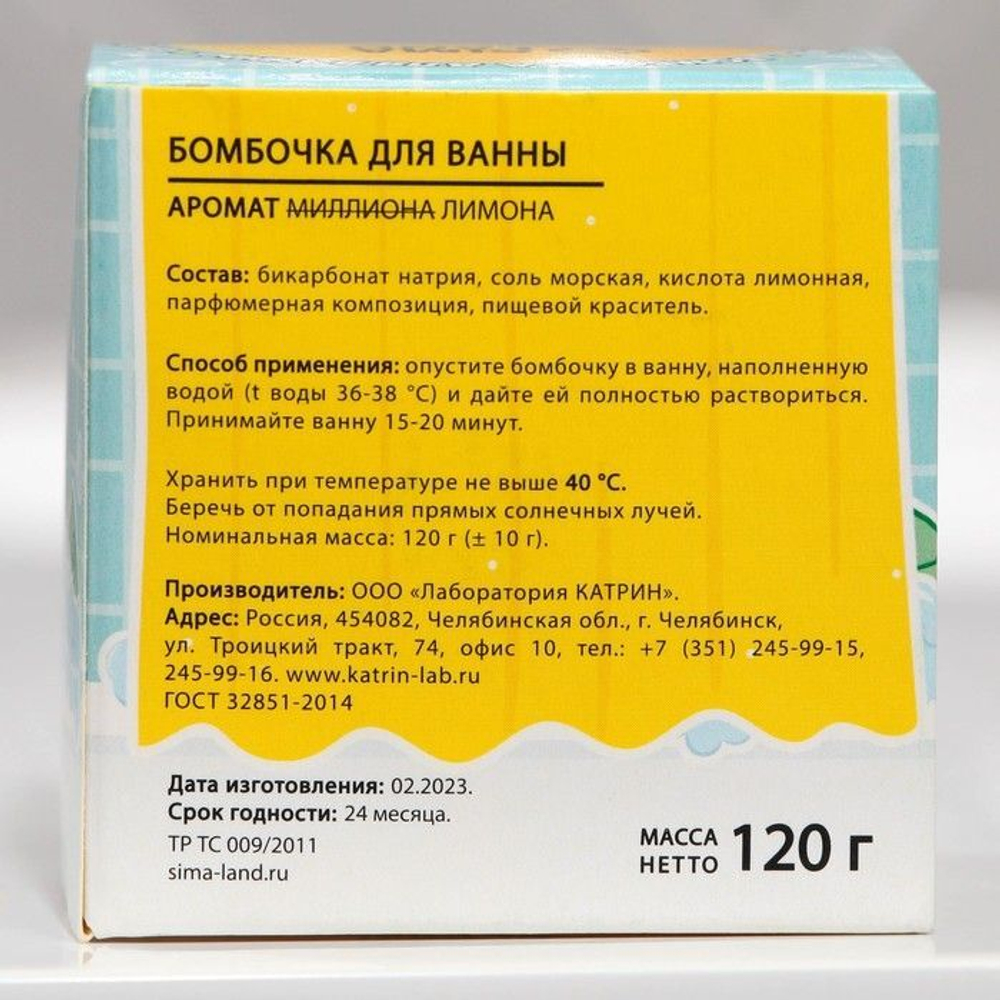 БОМБОЧКА ДЛЯ ВАННЫ
АРОМАТ МИЛЛИОНА ЛИМОНА
Состав: бикарбонат натрия, соль морская, кислота лимонная,
парфюмерная композиция, пищевой краситель.
Способ применения: опустите бомбочку в ванну, наполненную
водой (t воды 36-38 °С) и дайте ей полностью раствориться.
Принимайте ванну 15-20 минут.
Хранить при температуре не выше 40 °С.
Беречь от попадания прямых солнечных лучей.
Номинальная масса: 120 г (± 10 г).
Производитель: ООО «Лаборатория КАТРИН».
Адрес: Россия, 454082, Челябинская обл., г. Челябинск,
ул. Троицкий тракт, 74, офис 10, тел.: +7 (351) 245-99-15,
245-99-16. www.katrin-lab.ru
ГОСТ 32851-2014
Дата изготовления: 02.2023.
Срок годности: 24 месяца.
ТР ТС 009/2011
sima-land.ru
МАССА
НЕТТО 120 г